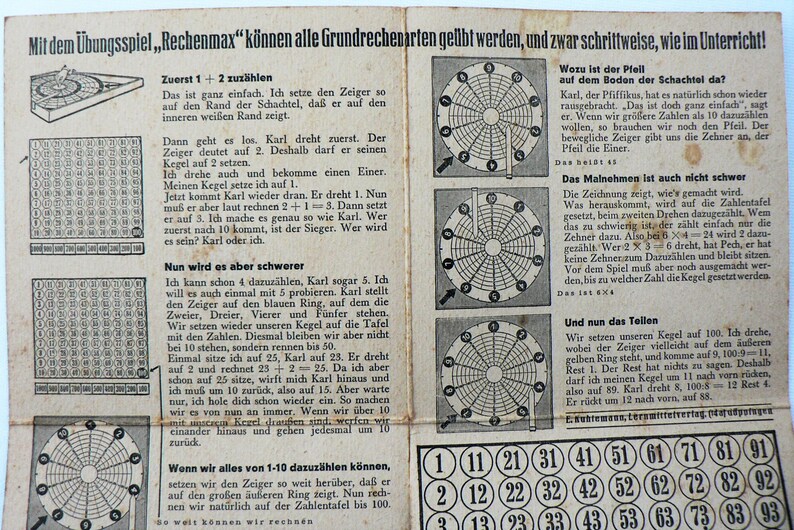 Mit dem Übungsspiel „Rechenmax" können alle Grundrechenarten geübt werden, und zwar schrittweise, wie im Unterricht!
Zuerst 1 + 2 zuzählen
Das ist ganz einfach. Ich setze den Zeiger so
auf den Rand der Schachtel, daß er auf den
inneren weißen Rand zeigt.
Dann geht es los. Karl dreht zuerst. Der
Zeiger deutet auf 2. Deshalb darf er seinen
Kegel auf 2 setzen.
Ich drehe auch und bekomme einen Einer.
Meinen Kegel setze ich auf 1.
Jetzt kommt Karl wieder dran. Er dreht 1. Nun
muß er aber laut rechnen 2 + 1 = 3. Dann setzt
er auf 3. Ich mache es genau so wie Karl. Wer
zuerst nach 10 kommt, ist der Sieger. Wer wird
es sein? Karl oder ich.
Nun wird es aber schwerer
Ich kann schon 4 dazuzählen, Karl sogar 5. Ich
will es auch einmal mit 5 probieren. Karl stellt
den Zeiger auf den blauen Ring, auf dem die
Zweier, Dreier, Vierer und Fünfer stehen.
Wir setzen wieder unseren Kegel auf die Tafel
mit den Zahlen. Diesmal bleiben wir aber nicht
bei 10 stehen, sondern rennen bis 50.
Einmal sitze ich auf 25, Karl auf 23. Er dreht
auf 2 und rechnet 23 + 2 = 25. Da ich aber
schon auf 25 sitze, wirft mich Karl hinaus und
ich muß um 10 zurück, also auf 15. Aber warte
nur, ich hole dich schon wieder ein. So machen
wir es von nun an immer. Wenn wir über 10
mit unserem Kegel draußen sind, werfen wir
einander hinaus und gehen jedesmal um 10
zurück.
Wenn wir alles von 1-10 dazuzählen können,
setzen wir den Zeiger so weit herüber, daß er
auf den großen äußeren Ring zeigt. Nun rech-
nen wir natürlich auf der Zahlentafel bis 100.
So weit können wir rechnen
Wozu ist der Pfeil
auf dem Boden der Schachtel da?
Karl, der Pfiffikus, hat es natürlich schon wieder
rausgebracht. „Das ist doch ganz einfach", sagt
er. Wenn wir größere Zahlen als 10 dazuzählen
wollen, so brauchen wir noch den Pfeil. Der
bewegliche Zeiger gibt uns die Zehner an, der
Pfeil die Einer.
Das heißt 45
Das Malnehmen ist auch nicht schwer
Die Zeichnung zeigt, wie's gemacht wird.
Was herauskommt, wird auf die Zahlentafel
gesetzt, beim zweiten Drehen dazugezählt. Wem
das zu schwierig ist, der zählt einfach nur die
Zehner dazu. Also bei 6 × 4 = 24 wird 2 dazu-
gezählt. Wer 2 × 3 = 6 dreht, hat Pech, er hat
keine Zehner zum Dazuzählen und bleibt sitzen.
Vor dem Spiel muß aber noch ausgemacht wer-
den, bis zu welcher Zahl die Kegel gesetzt werden.
Das ist 6×4
Und nun das Teilen
Wir setzen unseren Kegel auf 100. Ich drehe,
wobei der Zeiger vielleicht auf dem äußeren
gelben Ring steht, und komme auf 9, 100:9 = 11,
Rest 1. Der Rest hat nichts zu sagen. Deshalb
darf ich meinen Kegel um 11 nach vorn rücken,
also auf 89. Karl dreht 8, 100:8 = 12 Rest 4.
Er rückt um 12 nach vorn, auf 88.
E. Kuhlemann, Lernmittelverlag,
1 11 21 31 41 51 61 71 81 91
2 12 22 32 42 52 62 72 82 92
3 13 23 33 43 53 63 73 83 93